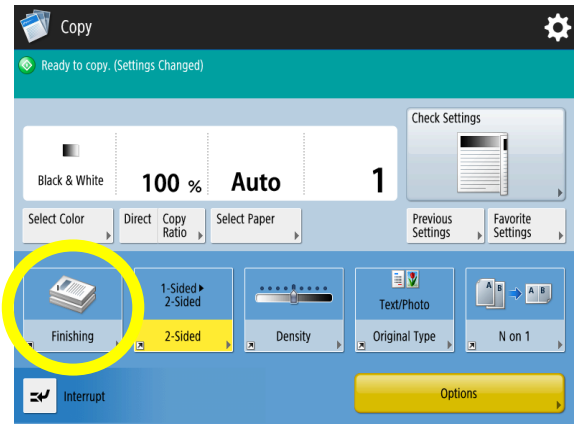 Copy
Ready to copy. (Settings Changed)
Check Settings
Black & White
100 %
Auto
1
Select Color
Direct
Copy
Ratio
Select Paper
Previous
Settings
Favorite
Settings
1-Sided
2-Sided
Text/Photo
A B
A B
Finishing
2-Sided
Density
Original Type
N on 1
Interrupt
Options